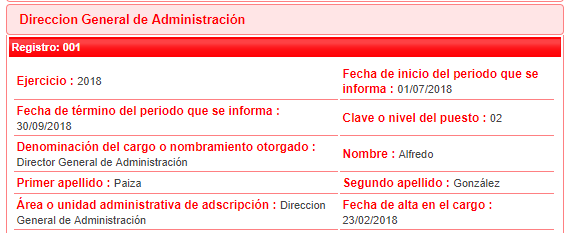 Direccion General de Administración
Registro: 001
Ejercicio : 2018
Fecha de inicio del periodo que se
informa : 01/07/2018
Fecha de término del periodo que se informa :
30/09/2018
Clave o nivel del puesto : 02
Denominación del cargo o nombramiento otorgado :
Director General de Administración
Nombre : Alfredo
Primer apellido : Paiza
Segundo apellido : González
Área o unidad administrativa de adscripción : Direccion
General de Administración
Fecha de alta en el cargo :
23/02/2018